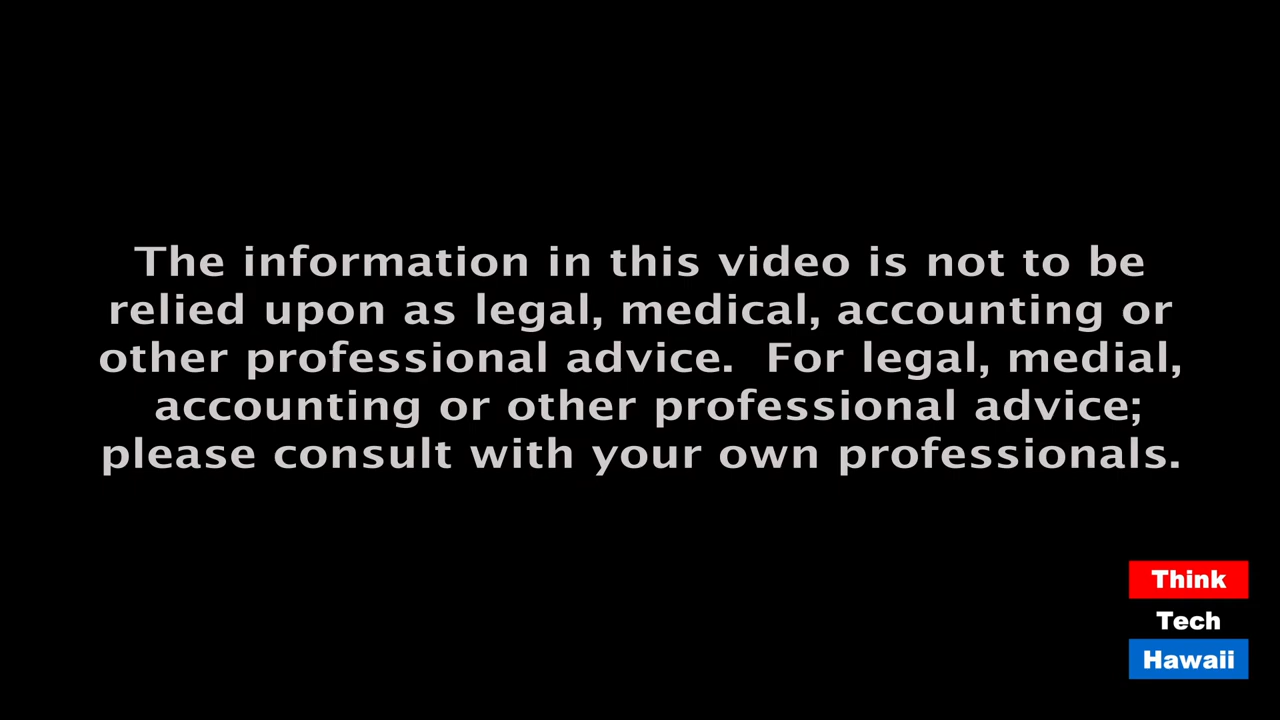 The information in this video is not to be
relied upon as legal, medical, accounting or
other professional advice.  For legal, medial,
accounting or other professional advice;
please consult with your own professionals.
Think
Tech
Hawaii